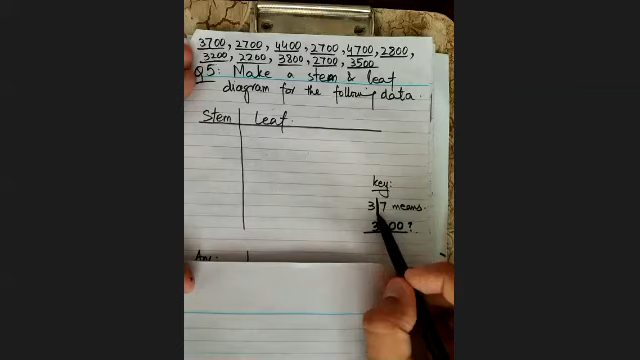 3700, 2700, 4400, 2700, 4700, 2800,
3200, 2200, 3800, 2700, 3500
Q5: Make a stem & leaf
diagram for the following data.
Stem | Leaf
key:
3|7 means